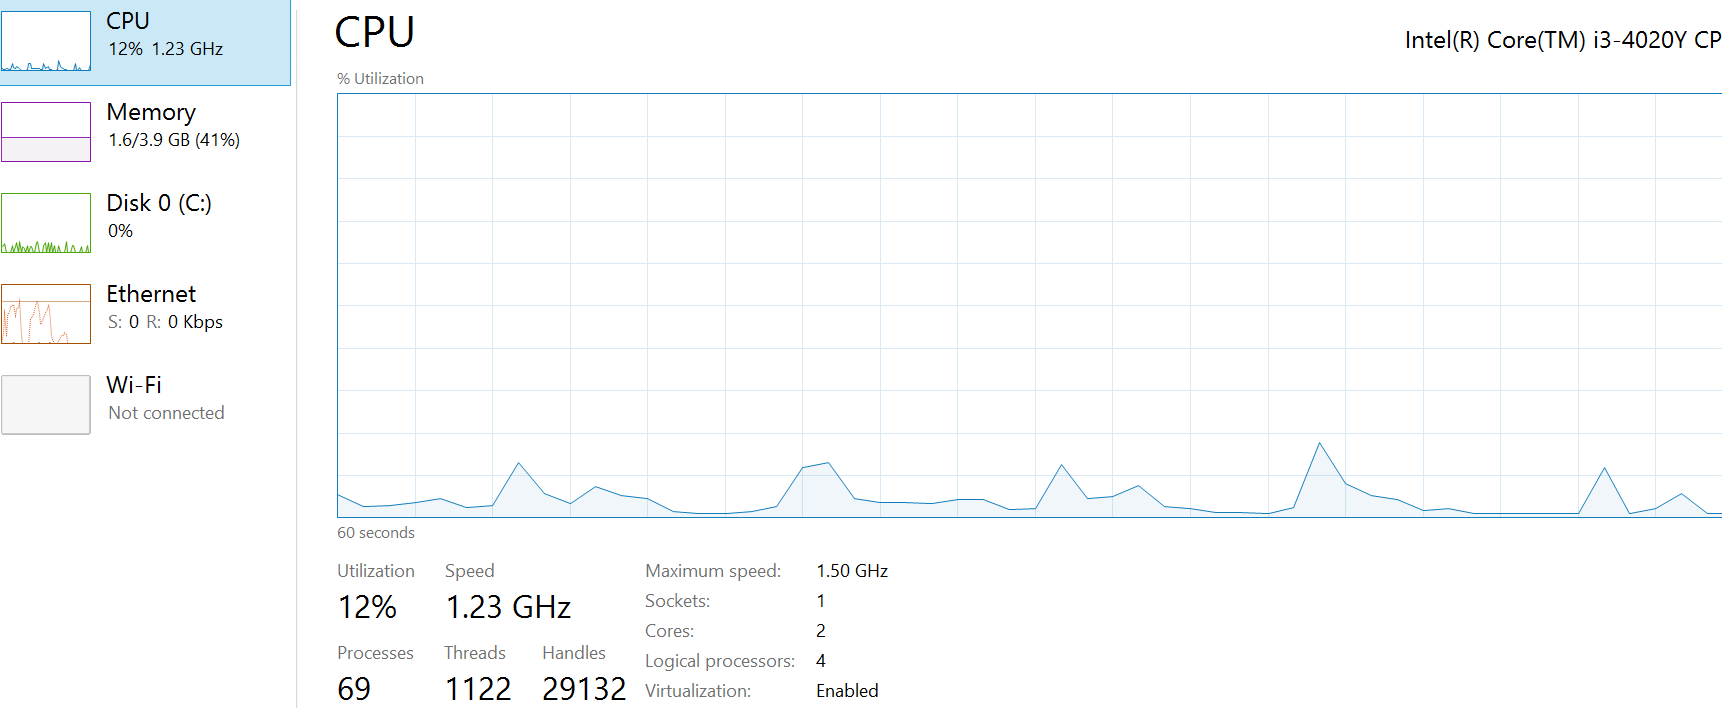 CPU
12% 1.23 GHz
Memory
1.6/3.9 GB (41%)
Disk 0 (C:)
0%
Ethernet
S: 0 R: 0 Kbps
Wi-Fi
Not connected
CPU
Intel(R) Core(TM) i3-4020Y CP
% Utilization
60 seconds
Utilization Speed
12% 1.23 GHz
Processes Threads Handles
69 1122 29132
Maximum speed: 1.50 GHz
Sockets: 1
Cores: 2
Logical processors: 4
Virtualization: Enabled